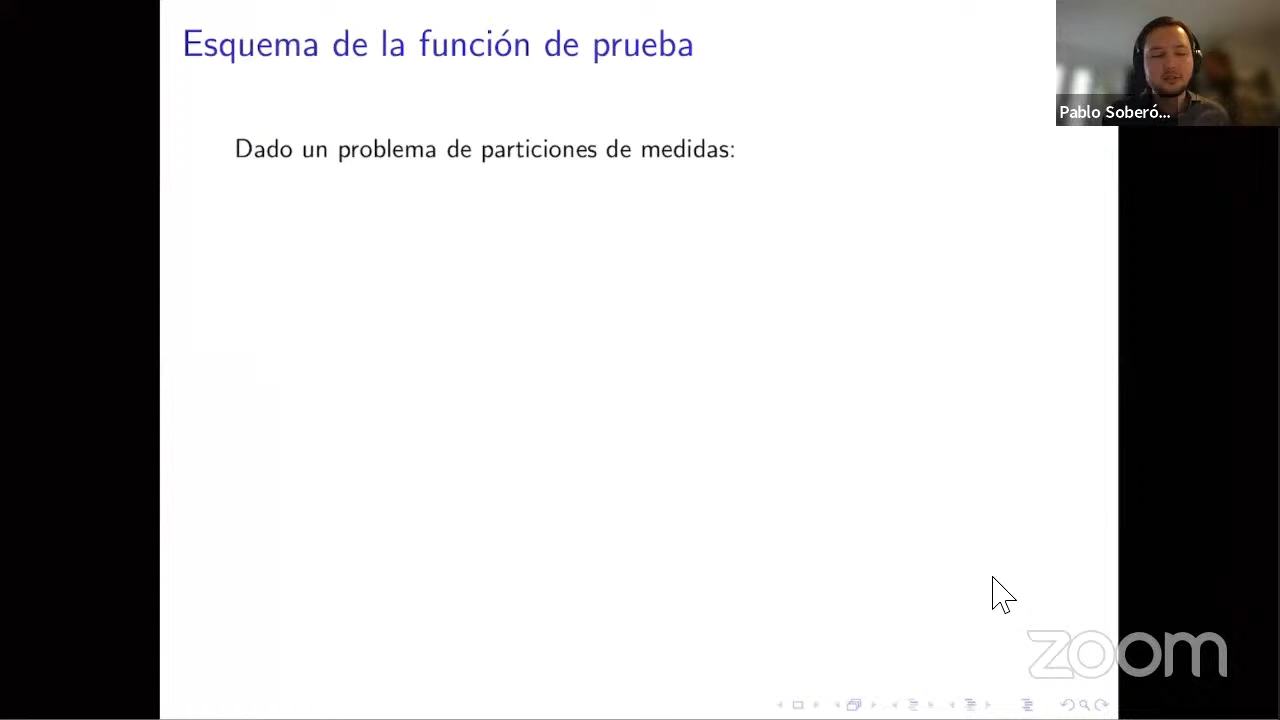 Esquema de la función de prueba
Pablo Soberó...
Dado un problema de particiones de medidas:
zoom